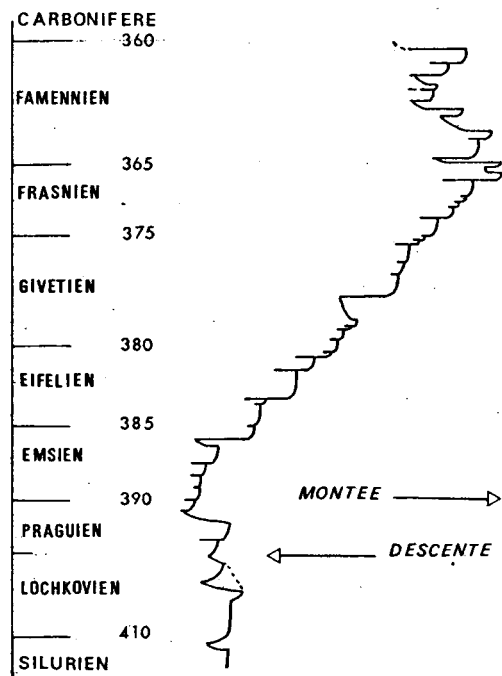 CARBONIFERE
360
FAMENNIEN
365
FRASNIEN
375
GIVETIEN
380
EIFELIEN
385
EMSIEN
390
MONTEE
PRAGUIEN
DESCENTE
LOCHKOVIEN
410
SILURIEN